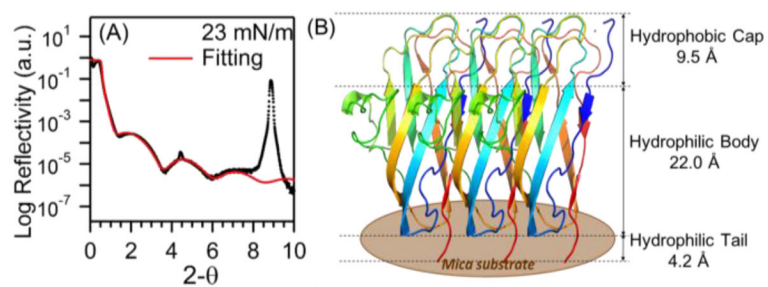 (A)
23 mN/m
Fitting
Log Reflectivity (a.u.)
10¹
10⁻¹
10⁻³
10⁻⁵
10⁻⁷
0 2 4 6 8 10
2-θ
(B)
Hydrophobic Cap
9.5 Å
Hydrophilic Body
22.0 Å
Hydrophilic Tail
4.2 Å
Mica substrate